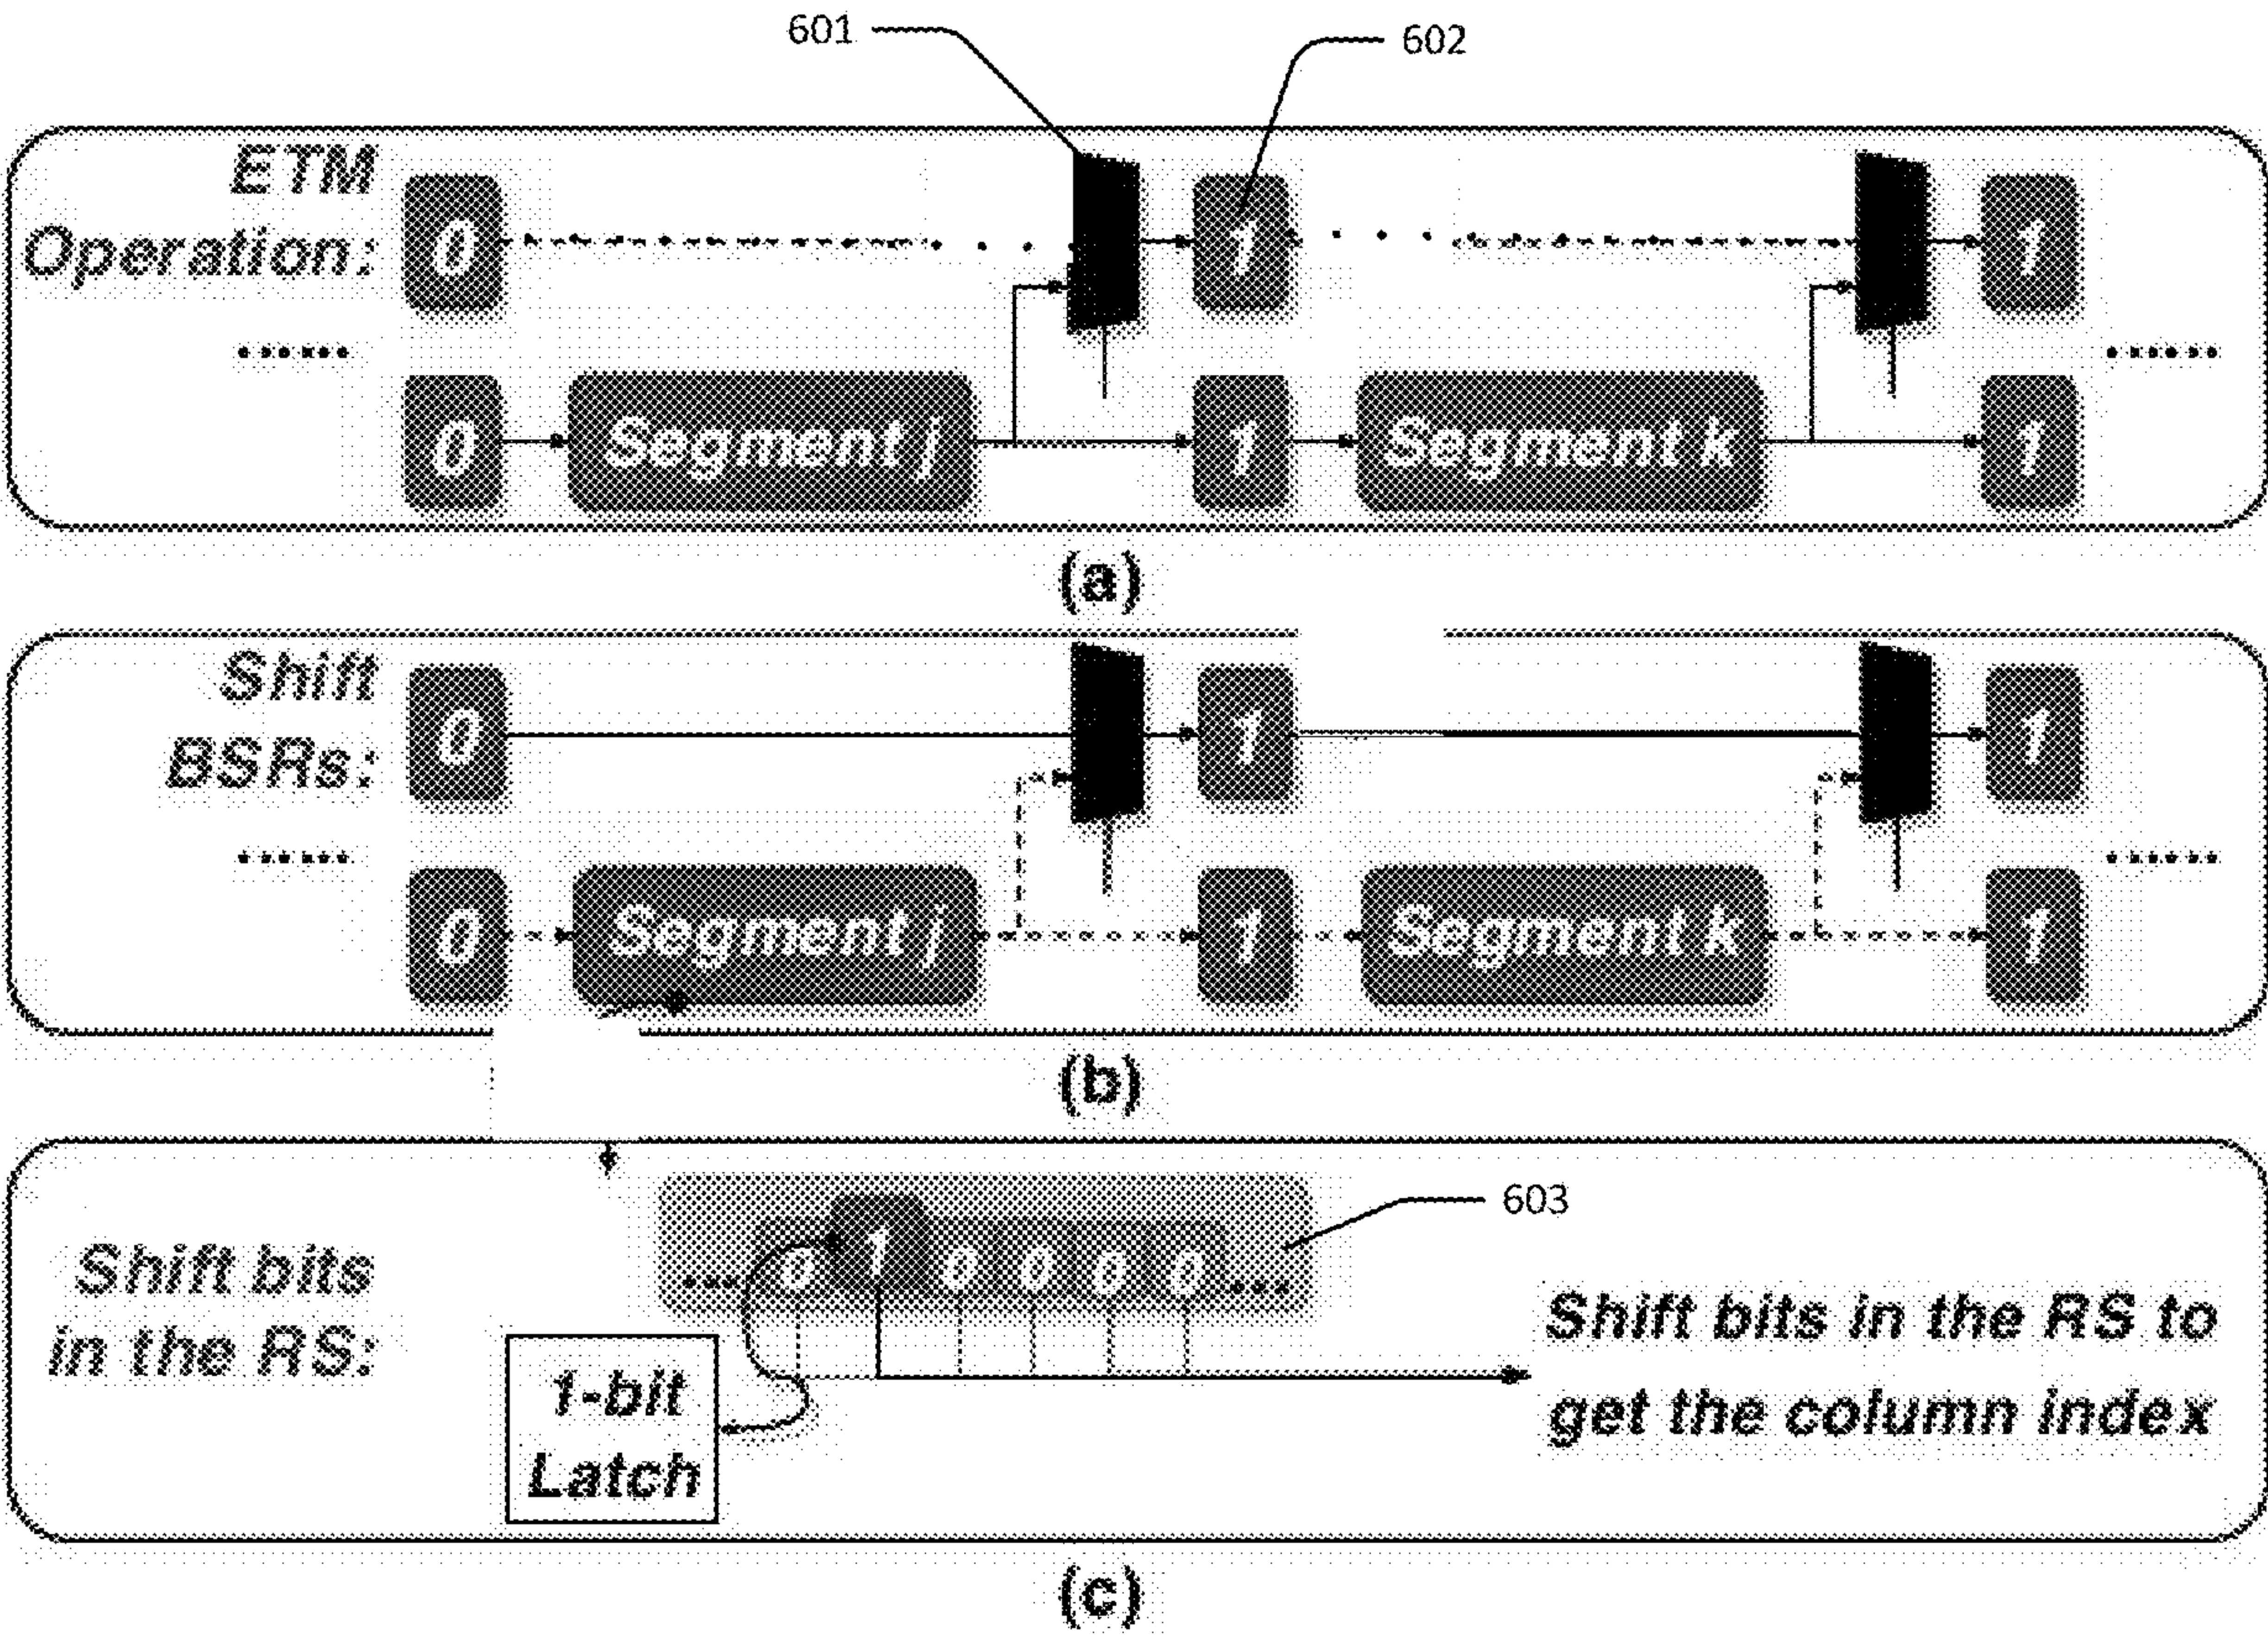 601
602
ETM
Operation:
0
1
1
......
......
0
Segment j
1
Segment k
1
(a)
Shift
BSRs:
0
1
1
......
......
0
Segment j
1
Segment k
1
(b)
603
Shift bits
in the RS:
... 0 1 0 0 0 0 ...
1-bit
Latch
Shift bits in the RS to
get the column index
(c)